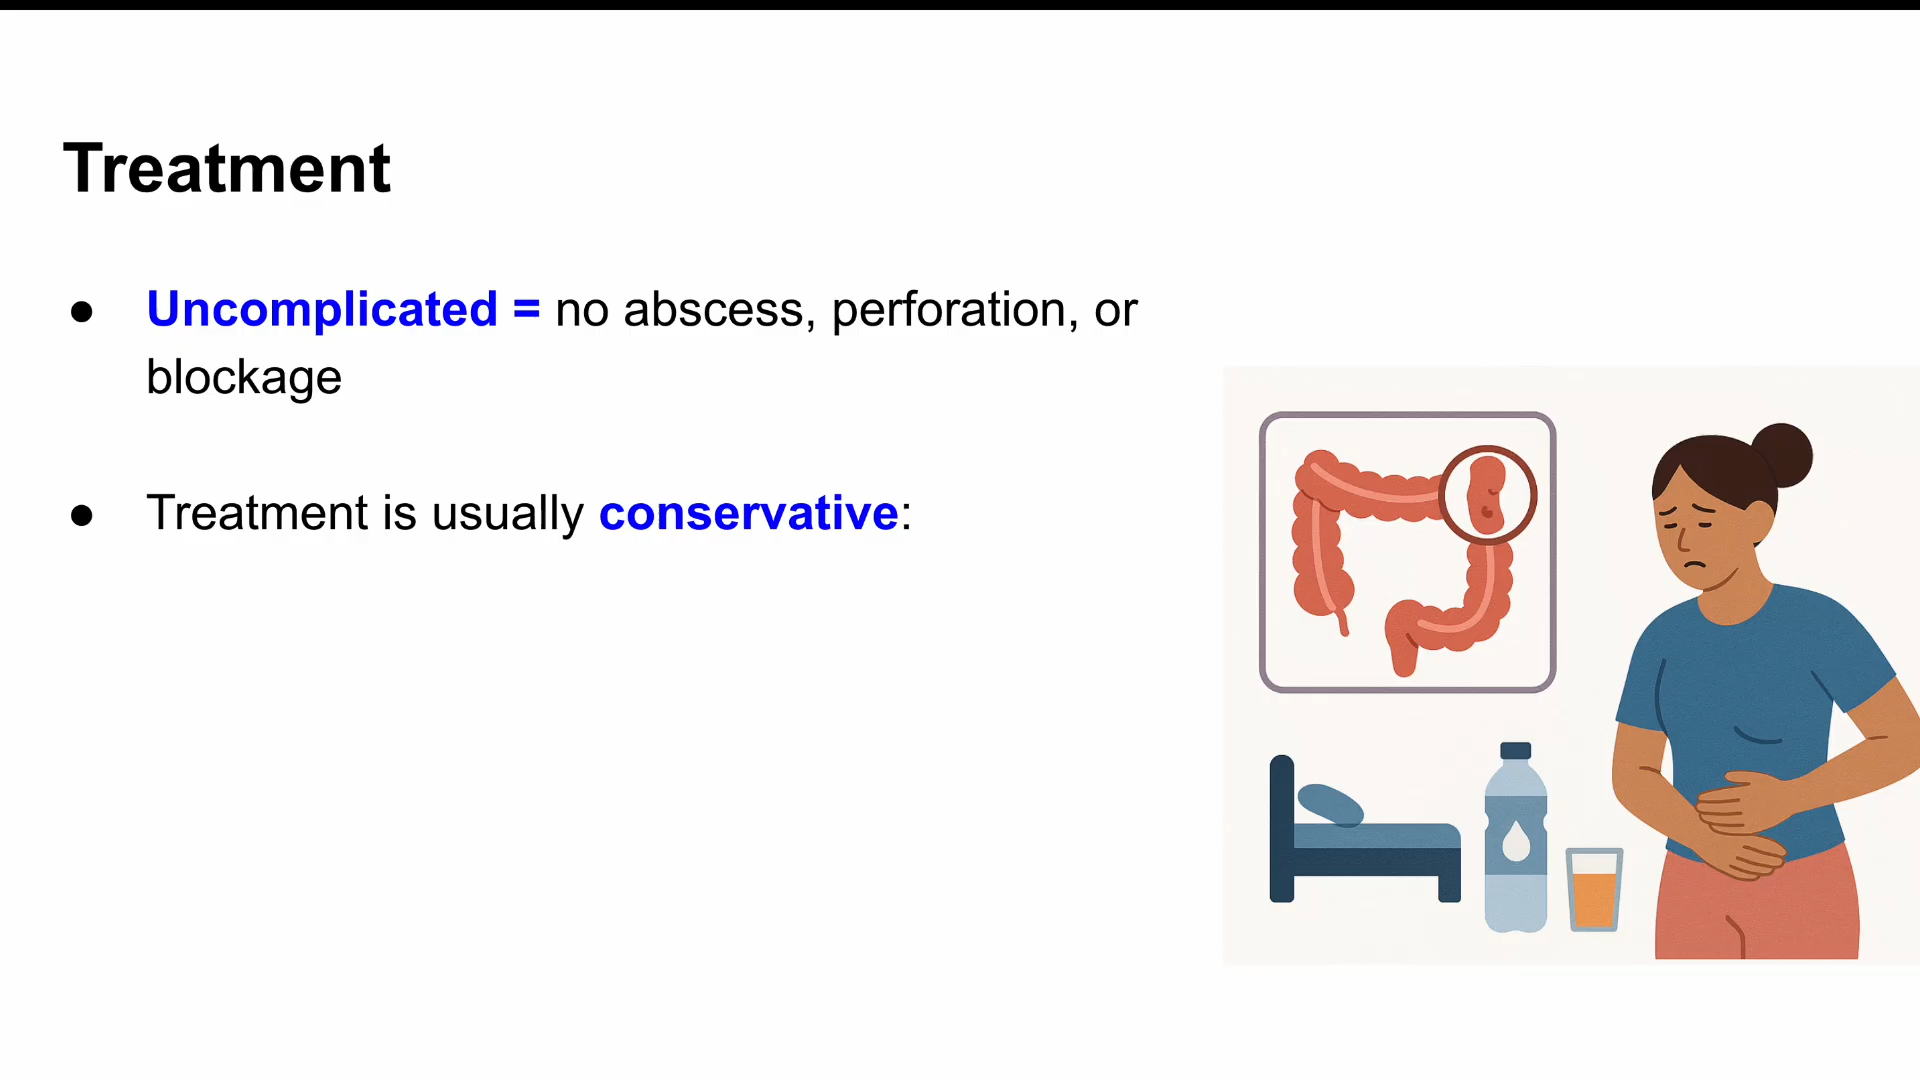 Treatment
● Uncomplicated = no abscess, perforation, or
blockage
● Treatment is usually conservative: